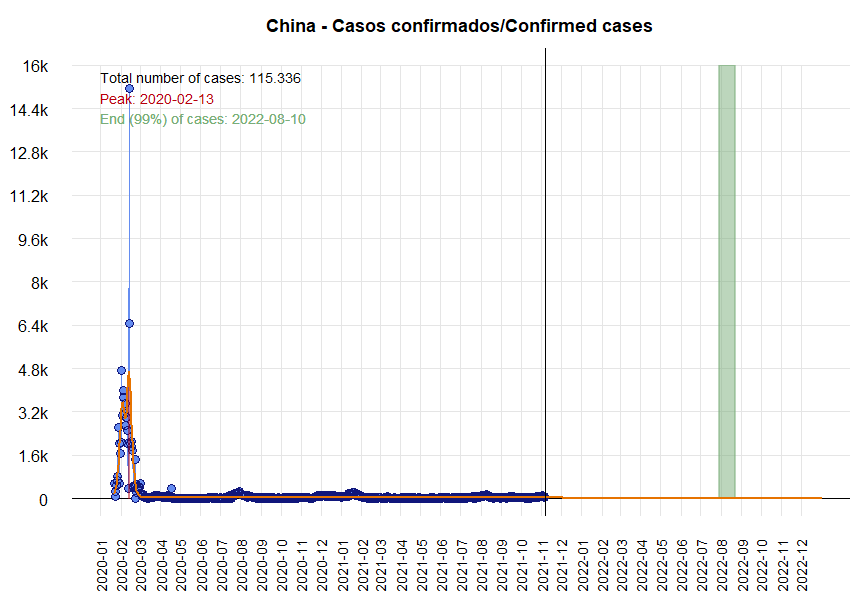 China - Casos confirmados/Confirmed cases
16k
Total number of cases: 115.336
Peak: 2020-02-13
14.4k
End (99%) of cases: 2022-08-10
12.8k
11.2k
9.6k
8k
6.4k
4.8k
3.2k
1.6k
0
2020-01
2020-02
2020-03
2020-04
2020-05
2020-06
2020-07
2020-08
2020-09
2020-10
2020-11
2020-12
2021-01
2021-02
2021-03
2021-04
2021-05
2021-06
2021-07
2021-08
2021-09
2021-10
2021-11
2021-12
2022-01
2022-02
2022-03
2022-04
2022-05
2022-06
2022-07
2022-08
2022-09
2022-10
2022-11
2022-12